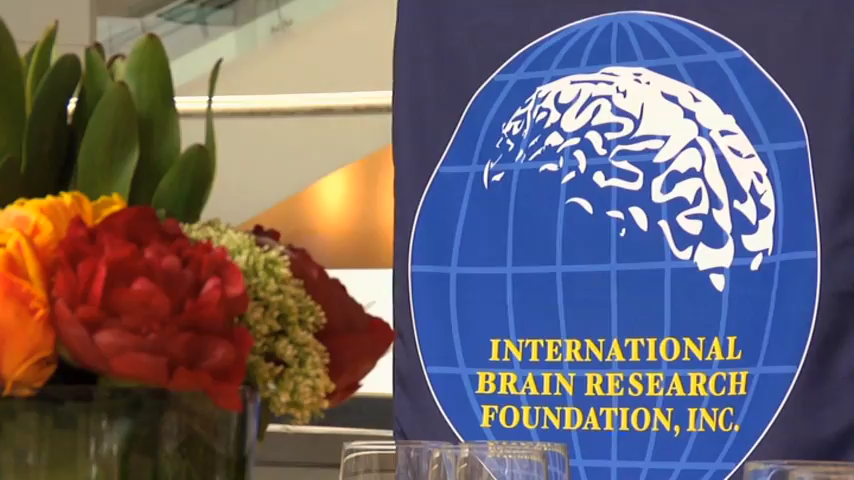 INTERNATIONAL
BRAIN RESEARCH
FOUNDATION, INC.